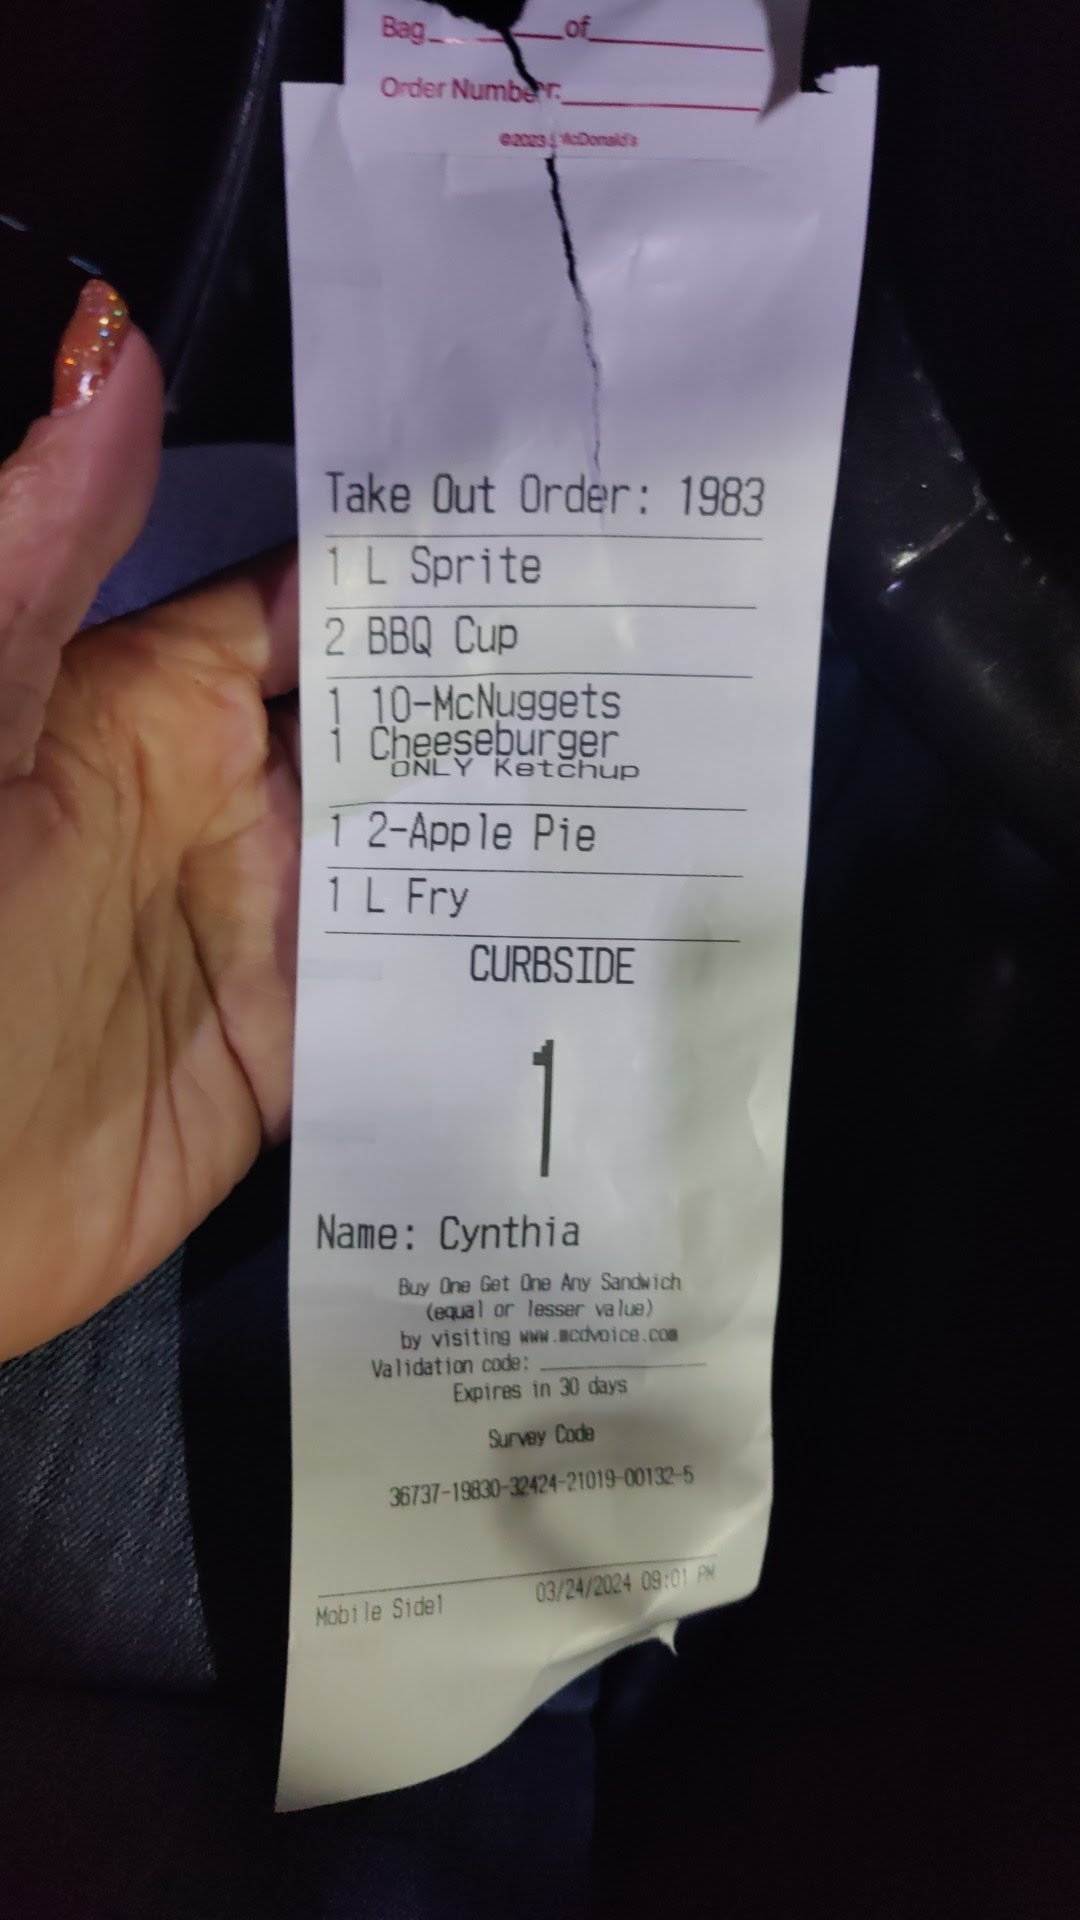 Bag_____of_____
Order Number:_____
©2023 McDonald's
Take Out Order: 1983
1 L Sprite
2 BBQ Cup
1 10-McNuggets
1 Cheeseburger
ONLY Ketchup
1 2-Apple Pie
1 L Fry
CURBSIDE
1
Name: Cynthia
Buy One Get One Any Sandwich
(equal or lesser value)
by visiting www.mcdvoice.com
Validation code: _____
Expires in 30 days
Survey Code
36737-19830-32424-21019-00132-5
Mobile Side1 03/24/2024 09:01 PM